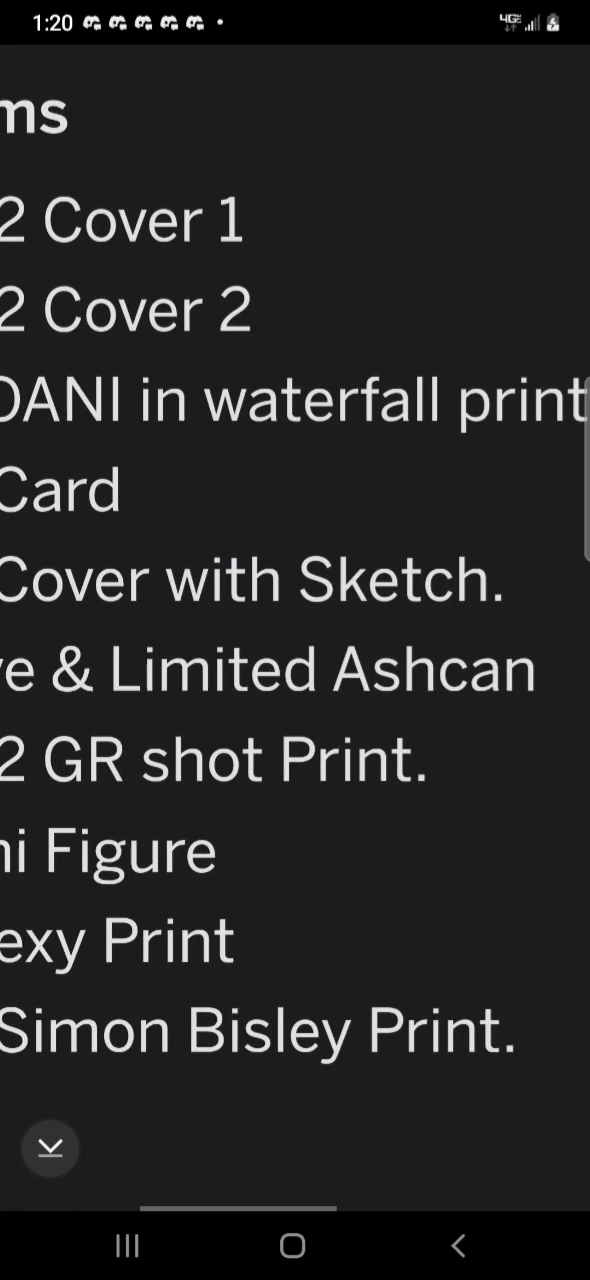 1:20
4GE
ms
2 Cover 1
2 Cover 2
DANI in waterfall print
Card
Cover with Sketch.
e & Limited Ashcan
2 GR shot Print.
ni Figure
exy Print
Simon Bisley Print.